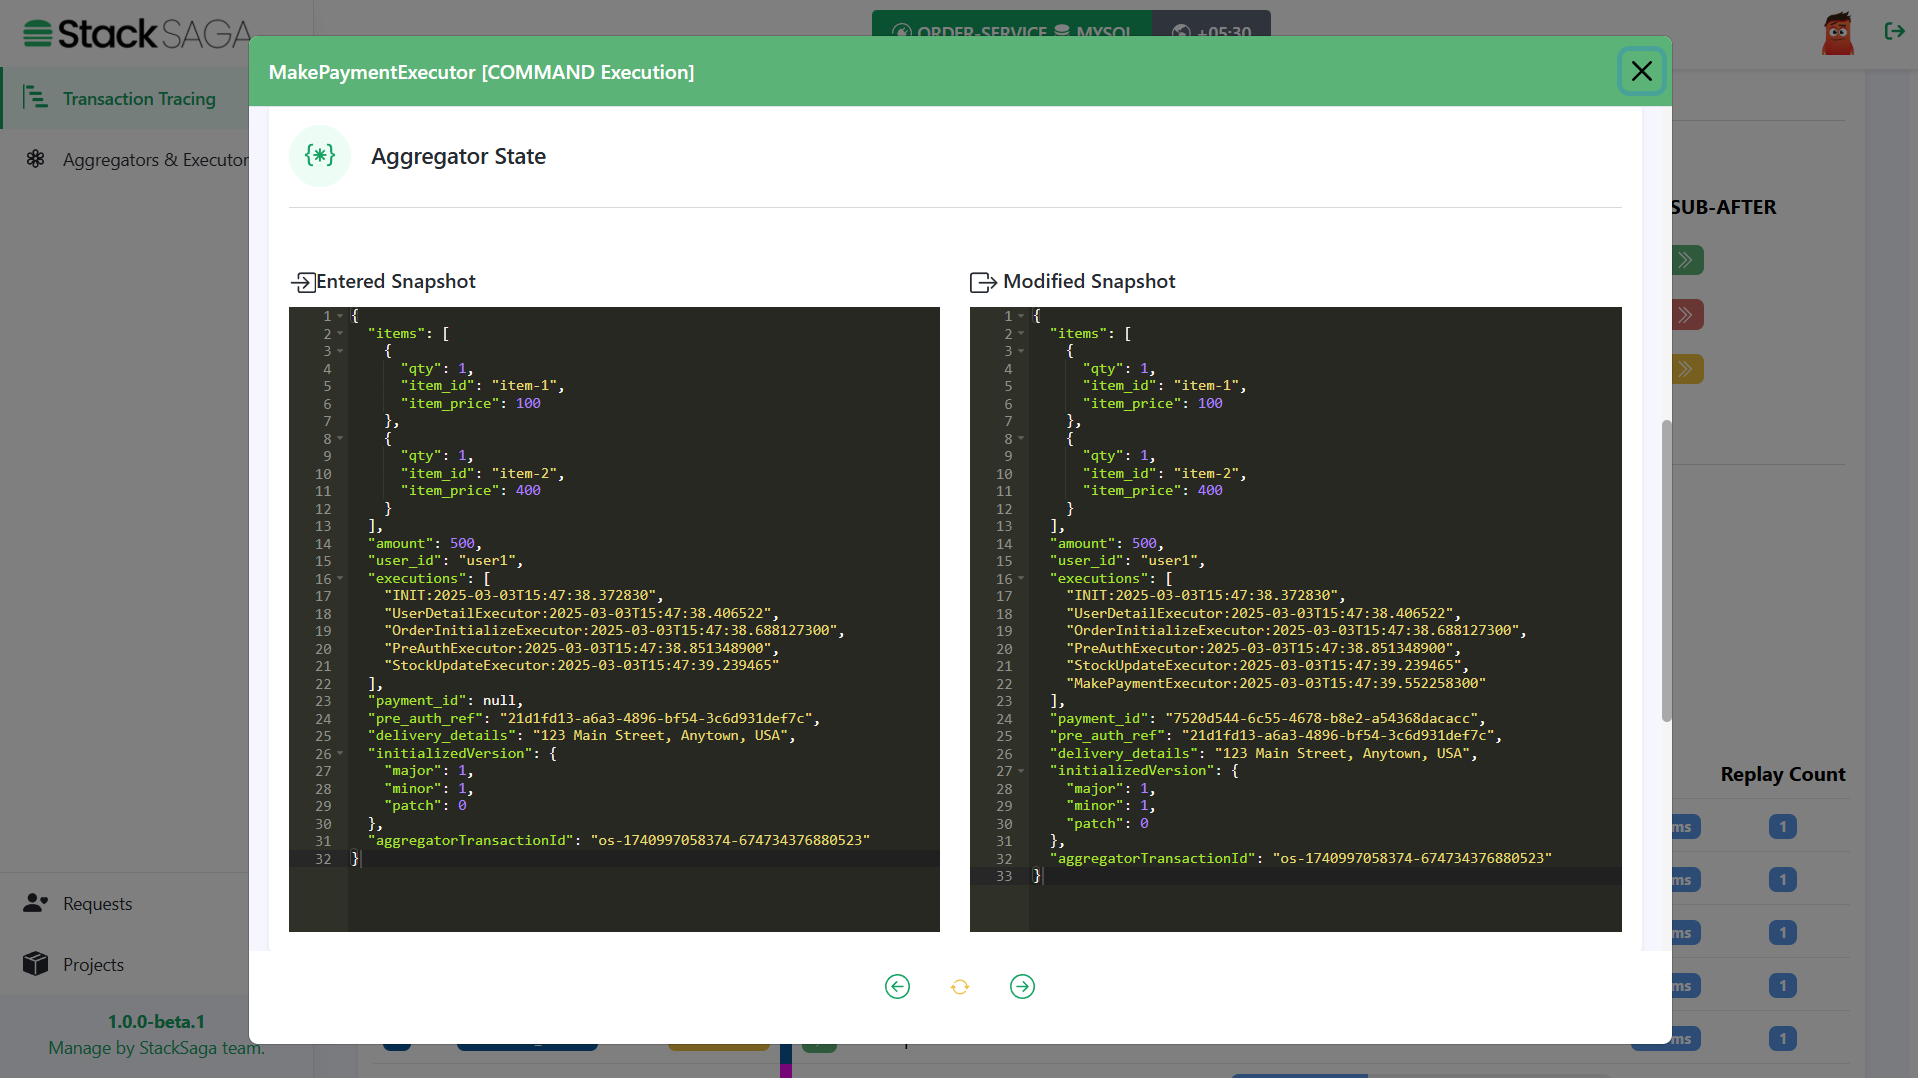 StackSAGA
ORDER-SERVICE MYSQL
+05:30
MakePaymentExecutor [COMMAND Execution]
Transaction Tracing
Aggregators & Executor
Aggregator State
SUB-AFTER
Entered Snapshot
1 {
2 "items": [
3 {
4 "qty": 1,
5 "item_id": "item-1",
6 "item_price": 100
7 },
8 {
9 "qty": 1,
10 "item_id": "item-2",
11 "item_price": 400
12 }
13 ],
14 "amount": 500,
15 "user_id": "user1",
16 "executions": [
17 "INIT:2025-03-03T15:47:38.372830",
18 "UserDetailExecutor:2025-03-03T15:47:38.406522",
19 "OrderInitializeExecutor:2025-03-03T15:47:38.688127300",
20 "PreAuthExecutor:2025-03-03T15:47:38.851348900",
21 "StockUpdateExecutor:2025-03-03T15:47:39.239465"
22 ],
23 "payment_id": null,
24 "pre_auth_ref": "21d1fd13-a6a3-4896-bf54-3c6d931def7c",
25 "delivery_details": "123 Main Street, Anytown, USA",
26 "initializedVersion": {
27 "major": 1,
28 "minor": 1,
29 "patch": 0
30 },
31 "aggregatorTransactionId": "os-1740997058374-674734376880523"
32 }
Modified Snapshot
1 {
2 "items": [
3 {
4 "qty": 1,
5 "item_id": "item-1",
6 "item_price": 100
7 },
8 {
9 "qty": 1,
10 "item_id": "item-2",
11 "item_price": 400
12 }
13 ],
14 "amount": 500,
15 "user_id": "user1",
16 "executions": [
17 "INIT:2025-03-03T15:47:38.372830",
18 "UserDetailExecutor:2025-03-03T15:47:38.406522",
19 "OrderInitializeExecutor:2025-03-03T15:47:38.688127300",
20 "PreAuthExecutor:2025-03-03T15:47:38.851348900",
21 "StockUpdateExecutor:2025-03-03T15:47:39.239465",
22 "MakePaymentExecutor:2025-03-03T15:47:39.552258300"
23 ],
24 "payment_id": "7520d544-6c55-4678-b8e2-a54368dacacc",
25 "pre_auth_ref": "21d1fd13-a6a3-4896-bf54-3c6d931def7c",
26 "delivery_details": "123 Main Street, Anytown, USA",
27 "initializedVersion": {
28 "major": 1,
29 "minor": 1,
30 "patch": 0
31 },
32 "aggregatorTransactionId": "os-1740997058374-674734376880523"
33 }
Replay Count
ms 1
ms 1
ms 1
ms 1
ms 1
Requests
Projects
1.0.0-beta.1
Manage by StackSaga team.